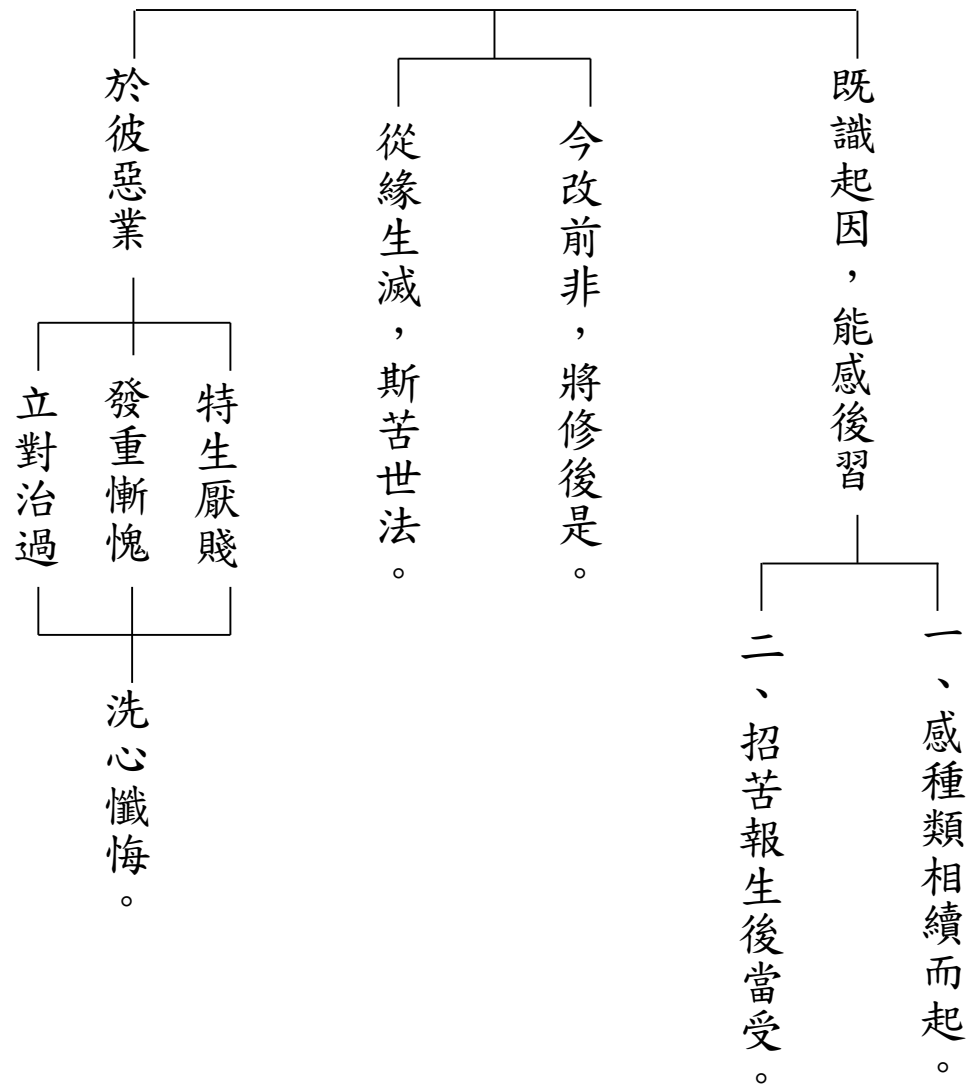 既識起因，能感後習
一、感種類相續而起。
二、招苦報生後當受。
今改前非，將修後是。
從緣生滅，斯苦世法。
於彼惡業
特生厭賤
發重慚愧
立對治過
洗心懺悔。